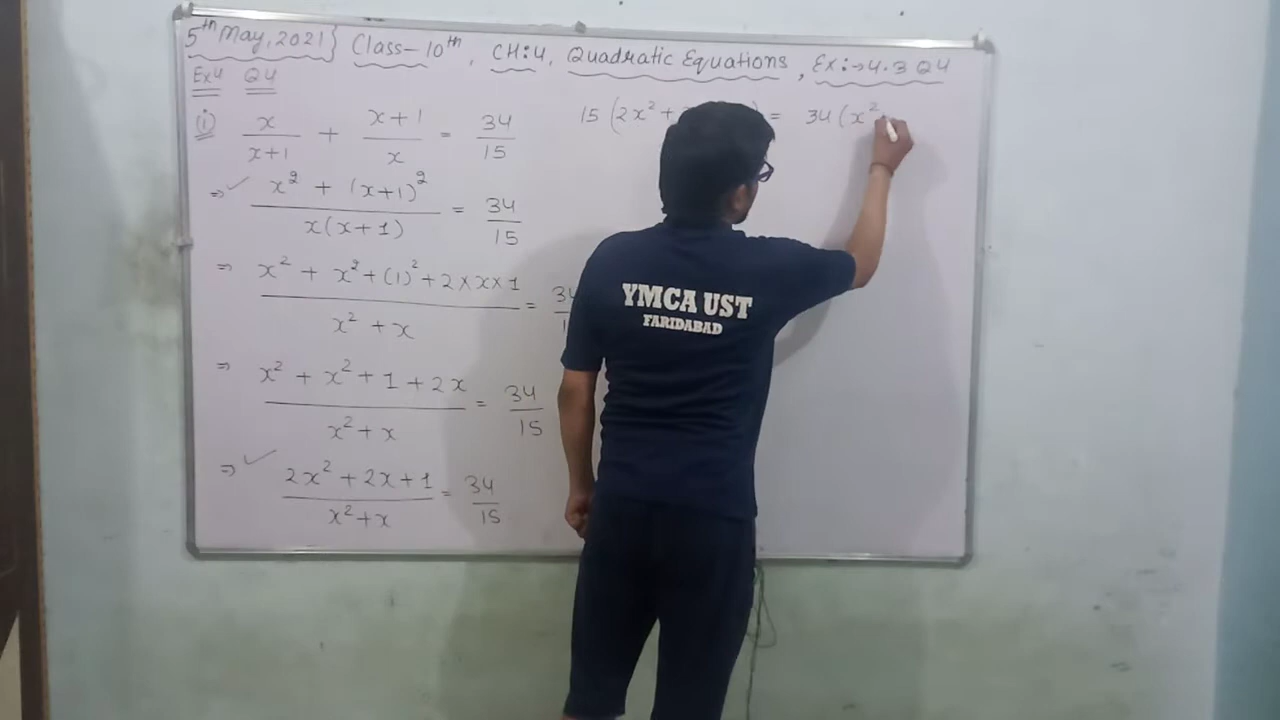 5th May, 2021} Class-10th, CH:4, Quadratic Equations, Ex:→4.3 Q4
Ex4 Q4
(i) x/(x+1) + (x+1)/x = 34/15
⇒ ✓ (x² + (x+1)²)/(x(x+1)) = 34/15
⇒ (x² + x² + (1)² + 2×x×1)/(x² + x) =
⇒ (x² + x² + 1 + 2x)/(x² + x) = 34/15
⇒ ✓ (2x² + 2x + 1)/(x² + x) = 34/15
15 (2x² + ) = 34 (x²
YMCA UST
FARIDABAD